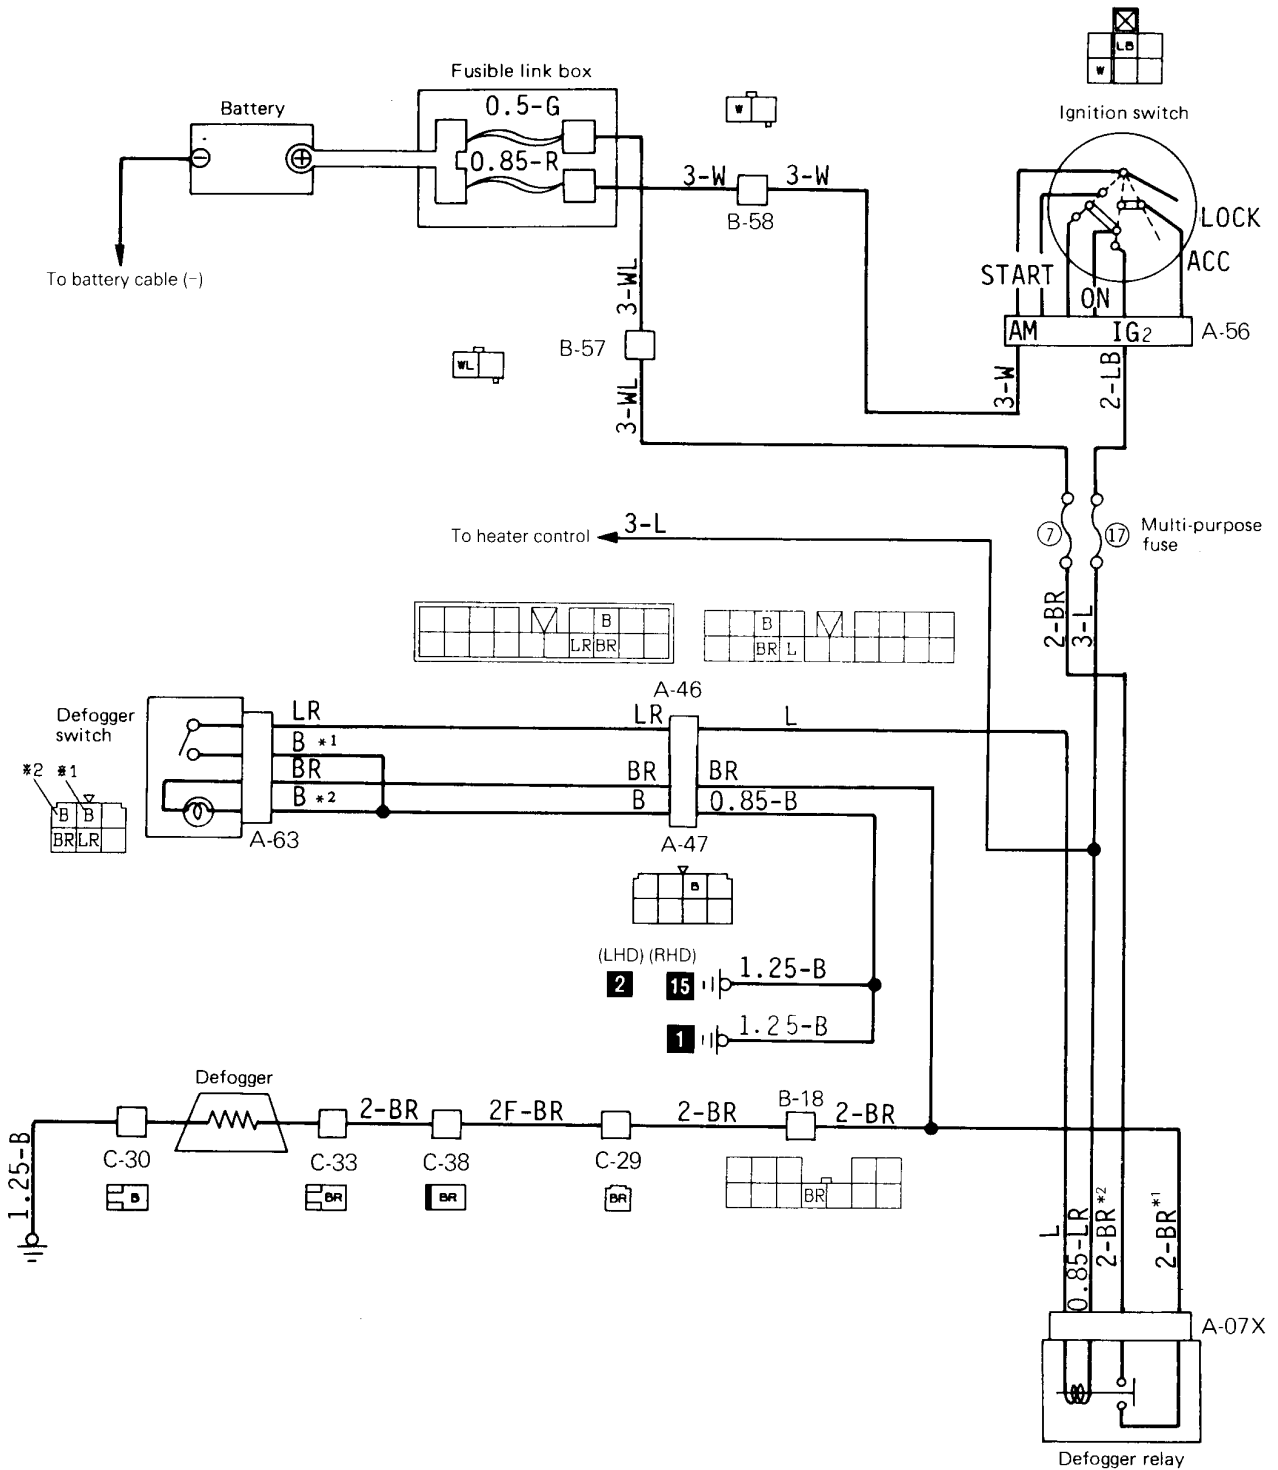 LB
W
Fusible link box
Battery
0.5-G
W
Ignition switch
0.85-R
3-W
3-W
B-58
LOCK
ACC
To battery cable (−)
START
ON
3-WL
AM
IG2
A-56
B-57
WL
3-W
2-LB
3-WL
To heater control
3-L
7
17
Multi-purpose
fuse
2-BR
3-L
B
LR BR
B
BR L
A-46
Defogger
switch
LR
LR
L
B *1
*2 *1
BR
BR
BR
B *2
B
0.85-B
B B
BR LR
A-63
A-47
B
(LHD) (RHD)
2
15
1.25-B
1
1.25-B
Defogger
B-18
2-BR
2F-BR
2-BR
2-BR
C-30
C-33
C-38
C-29
1.25-B
B
BR
BR
BR
BR
L
0.85-LR
2-BR*2
2-BR*1
A-07X
Defogger relay